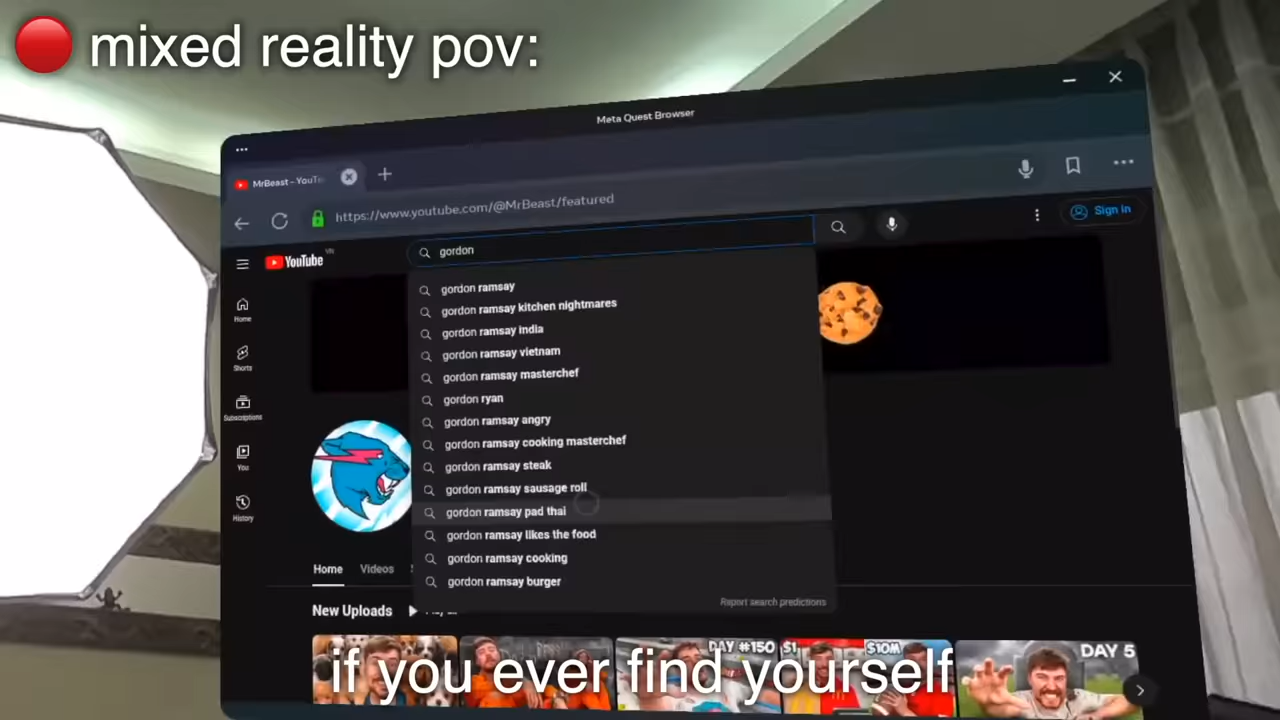 mixed reality pov:
Meta Quest Browser
MrBeast - YouT
https://www.youtube.com/@MrBeast/featured
YouTube VN
gordon
Sign in
gordon ramsay
gordon ramsay kitchen nightmares
gordon ramsay india
gordon ramsay vietnam
gordon ramsay masterchef
gordon ryan
gordon ramsay angry
gordon ramsay cooking masterchef
gordon ramsay steak
gordon ramsay sausage roll
gordon ramsay pad thai
gordon ramsay likes the food
gordon ramsay cooking
gordon ramsay burger
Report search predictions
Home
Shorts
Subscriptions
You
History
Home Videos
New Uploads
DAY #150
$1
$10M
DAY 5
if you ever find yourself